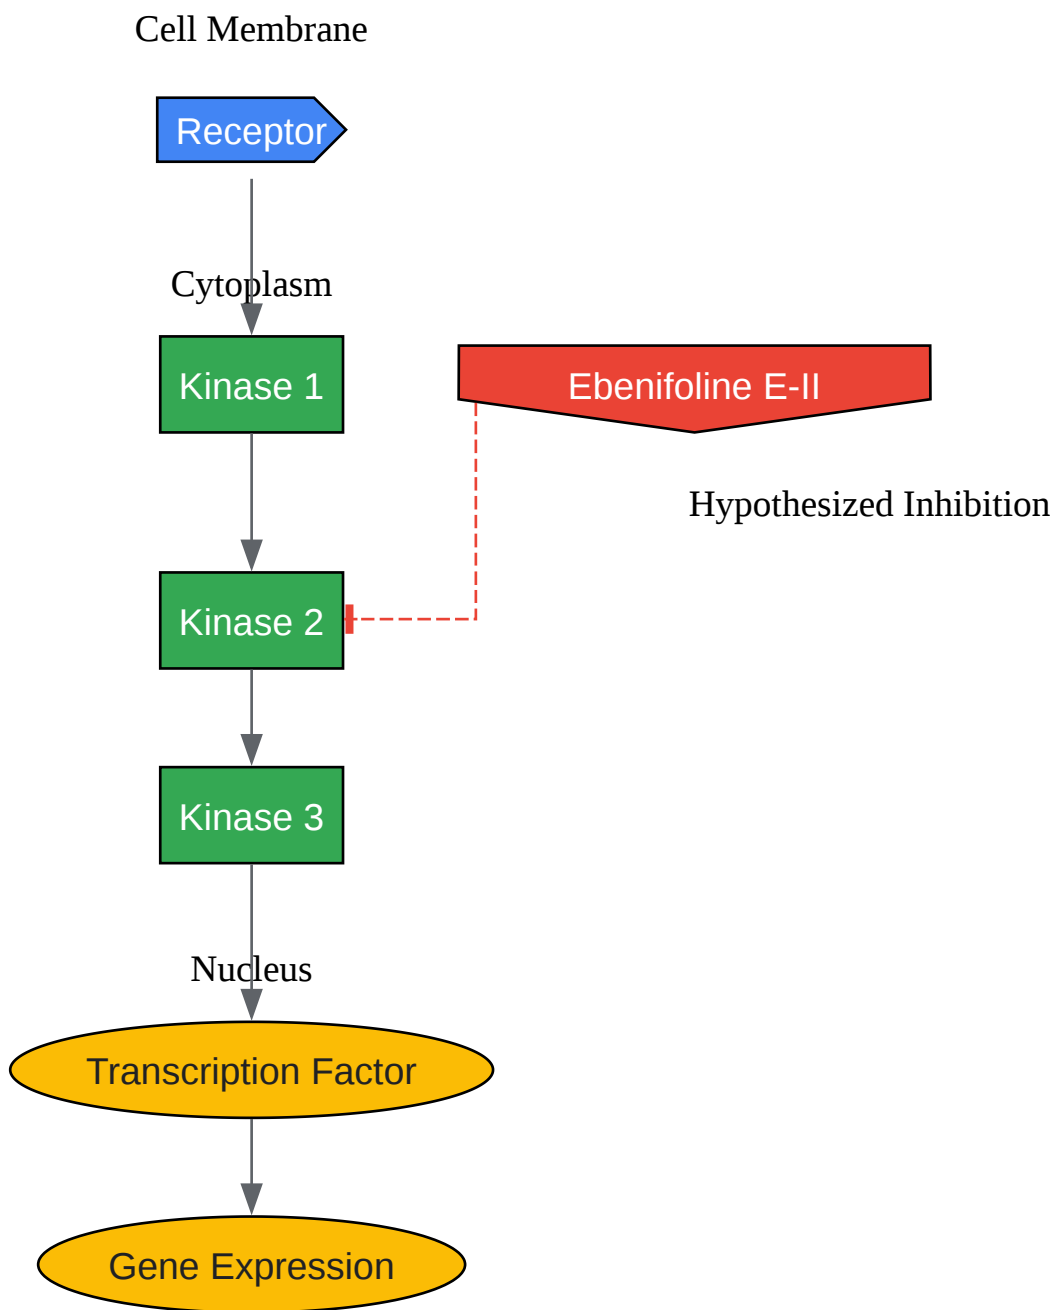 Cell Membrane
Receptor
Cytoplasm
Kinase 1
Ebenifoline E-II
Hypothesized Inhibition
Kinase 2
Kinase 3
Nucleus
Transcription Factor
Gene Expression